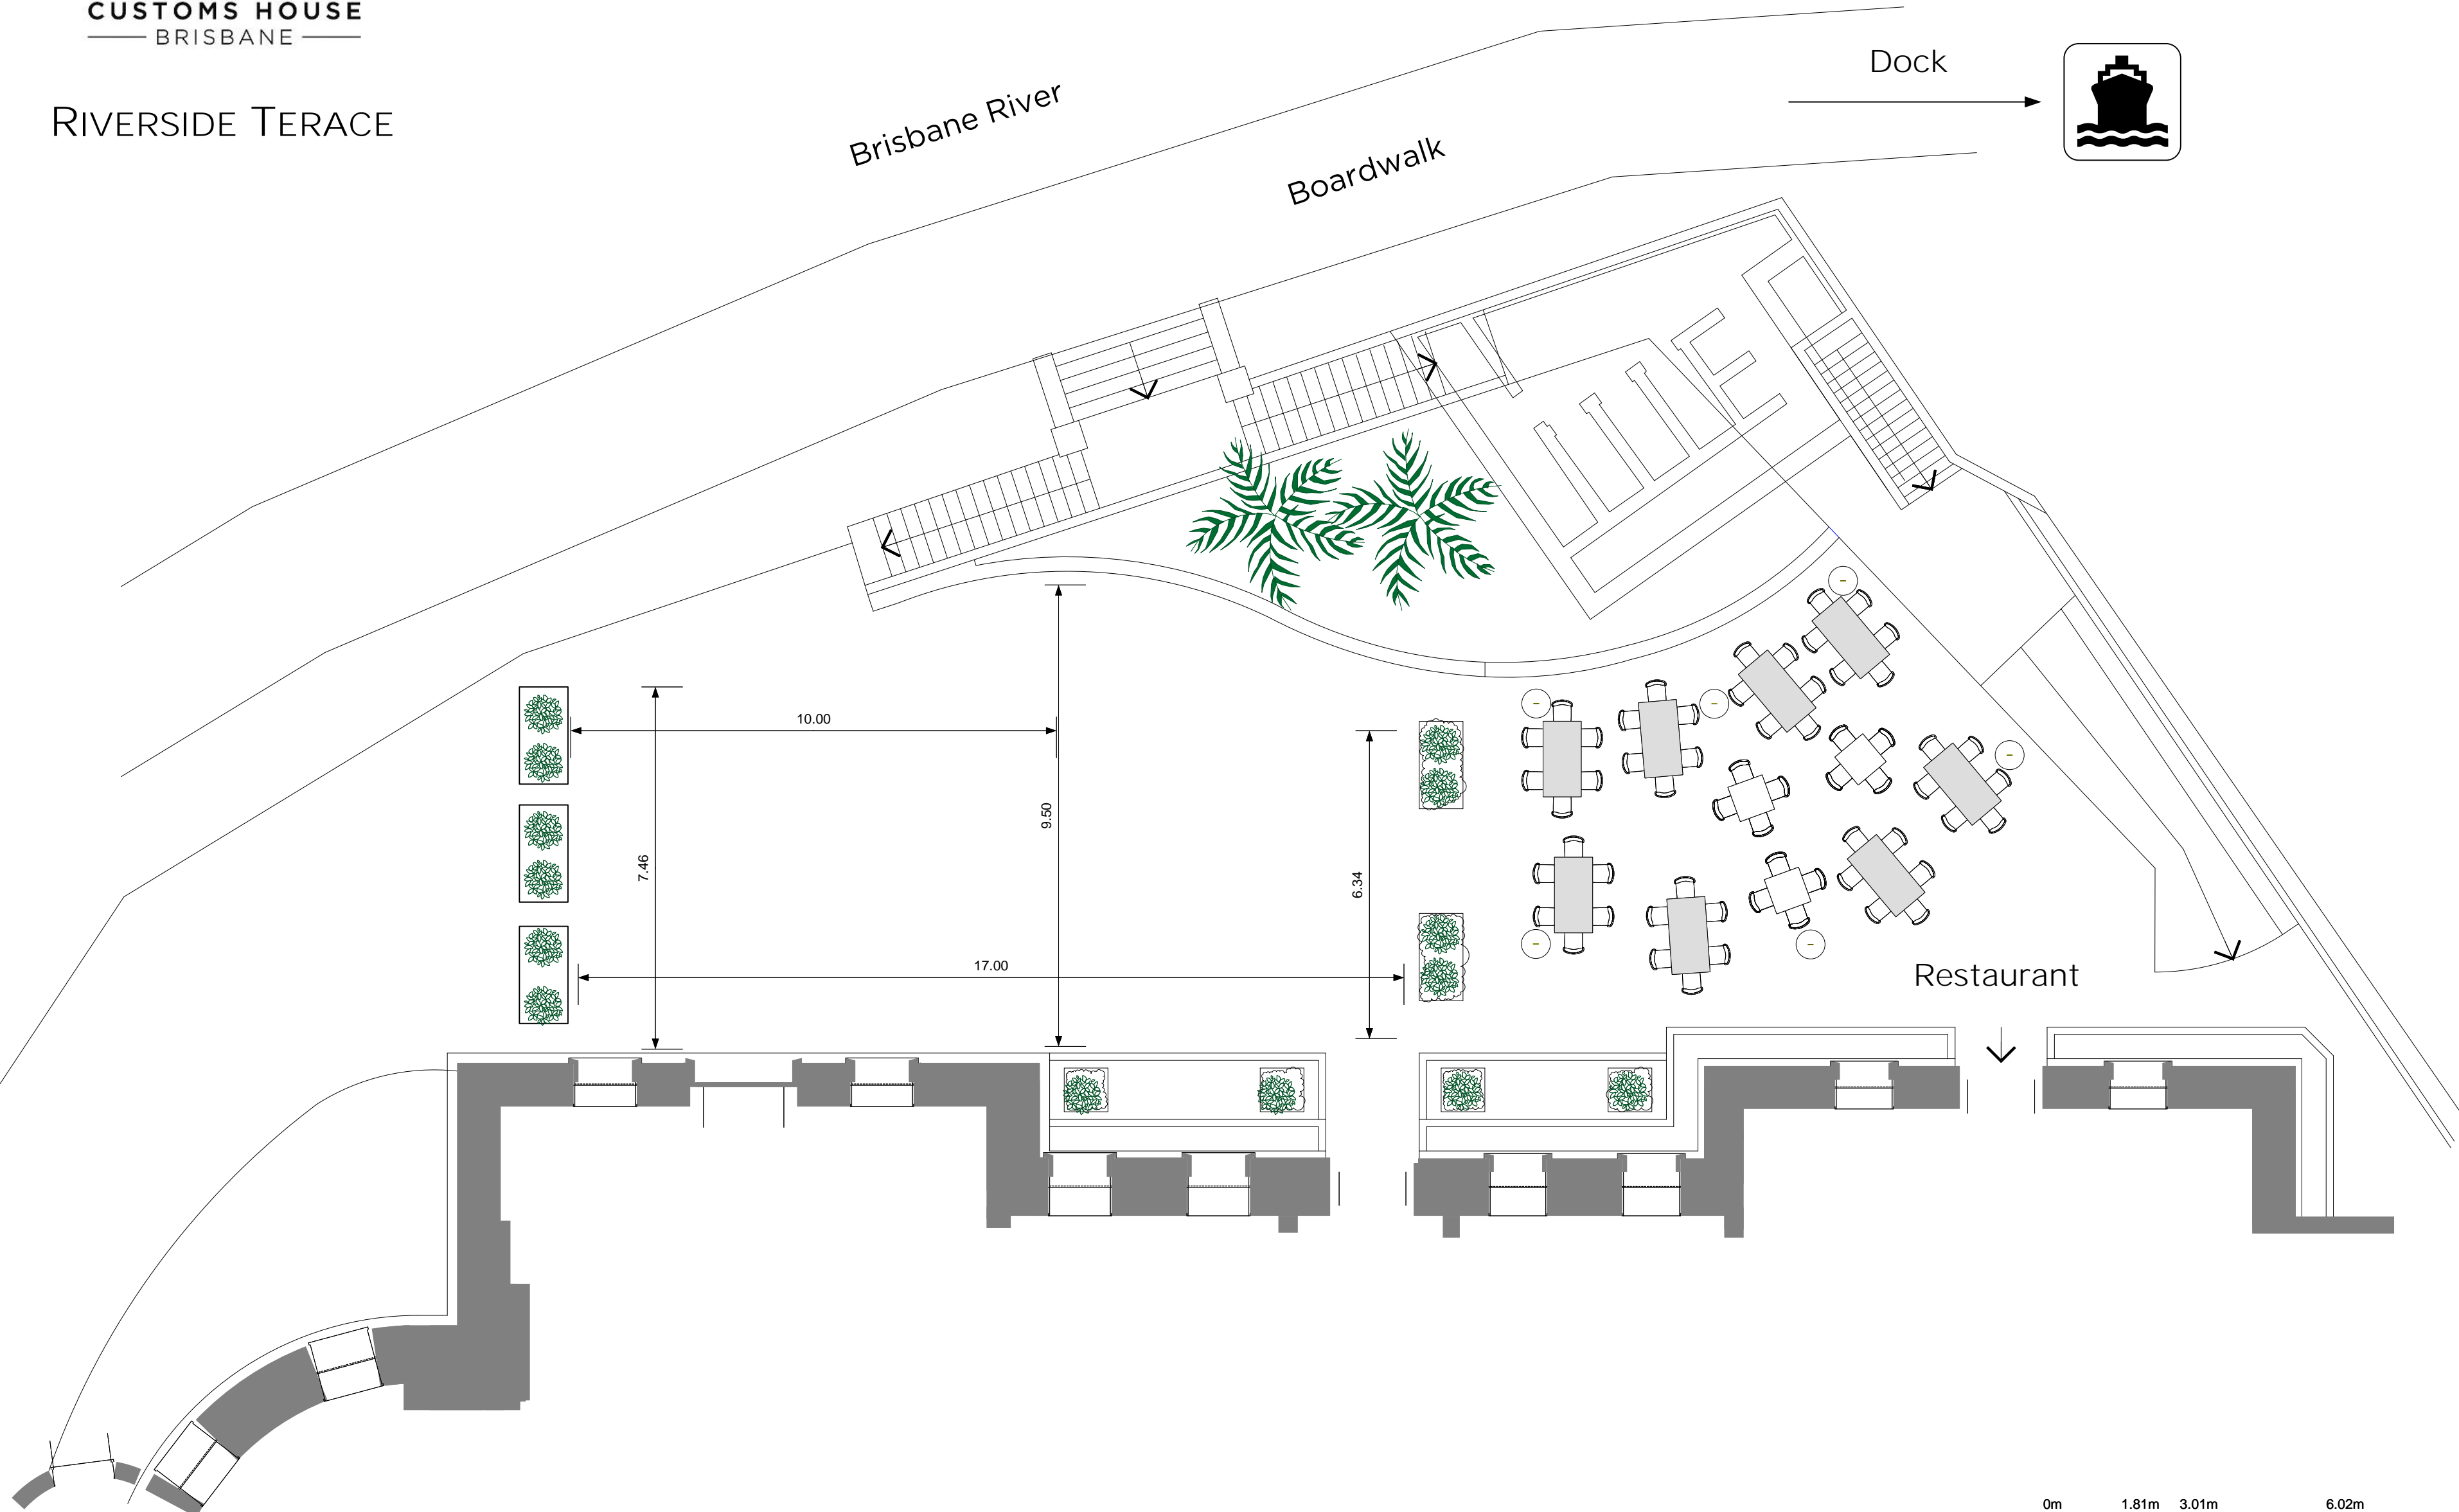 CUSTOMS HOUSE
BRISBANE
RIVERSIDE TERACE
Brisbane River
Boardwalk
Dock
10.00
9.50
7.46
6.34
17.00
Restaurant
0m 1.81m 3.01m 6.02m